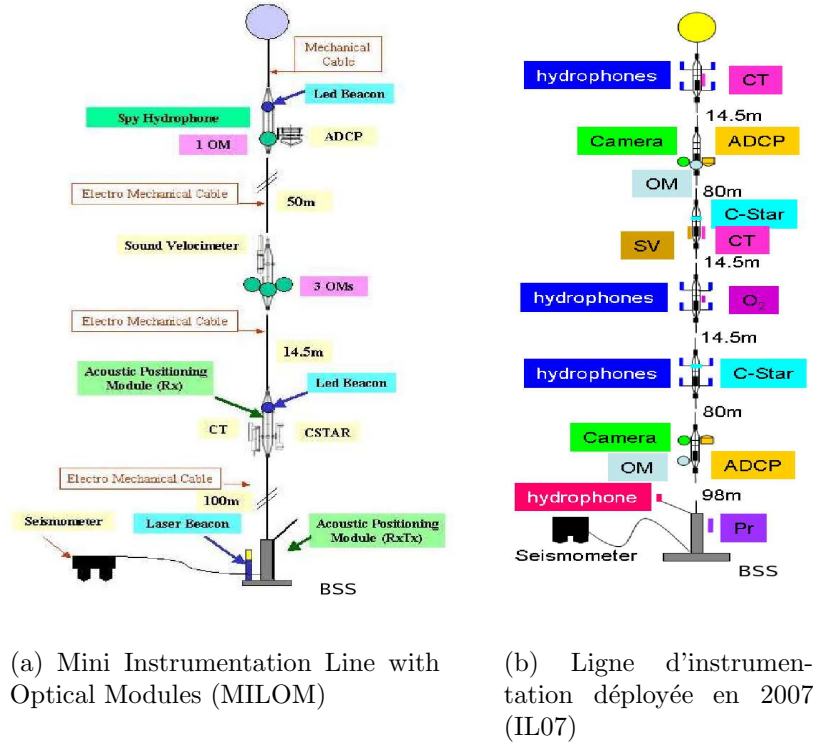 Mechanical
Cable
Led Beacon
Spy Hydrophone
1 OM
ADCP
Electro Mechanical Cable
50m
Sound Velocimeter
3 OMs
Electro Mechanical Cable
14.5m
Acoustic Positioning
Module (Rx)
Led Beacon
CT
CSTAR
Electro Mechanical Cable
100m
Seismometer
Laser Beacon
Acoustic Positioning
Module (RxTx)
BSS
hydrophones
CT
14.5m
Camera
ADCP
OM
80m
C-Star
SV
CT
14.5m
hydrophones
O₂
14.5m
hydrophones
C-Star
80m
Camera
OM
ADCP
98m
hydrophone
Pr
Seismometer
BSS
(a) Mini Instrumentation Line with
Optical Modules (MILOM)
(b) Ligne d'instrumen-
tation déployée en 2007
(IL07)